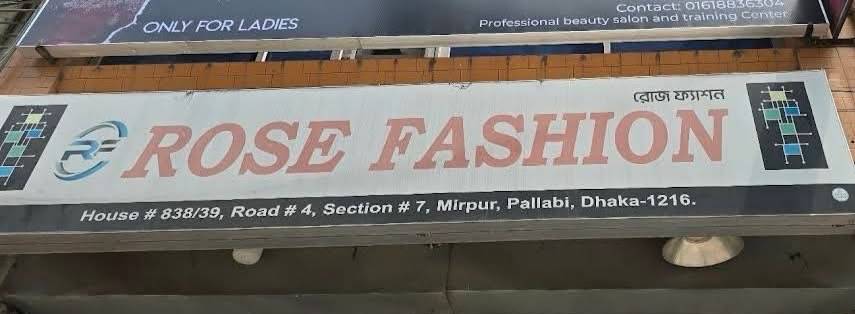 ONLY FOR LADIES
Contact: 01618836304
Professional beauty salon and training Center
রোজ ফ্যাশন
RF ROSE FASHION
House # 838/39, Road # 4, Section # 7, Mirpur, Pallabi, Dhaka-1216.